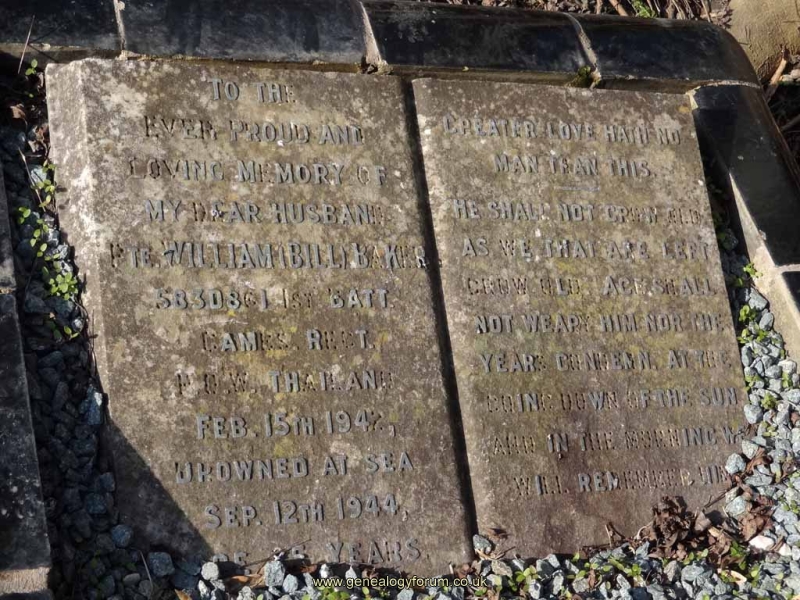 TO THE
EVER PROUD AND
LOVING MEMORY OF
MY DEAR HUSBAND
PTE. WILLIAM (BILL) BAKER
5830861 1ST BATT.
CAMBS. REGT.
P.O.W. THAILAND
FEB. 15TH 1942,
DROWNED AT SEA
SEP. 12TH 1944,
YEARS.
GREATER LOVE HATH NO
MAN THAN THIS.
HE SHALL NOT GROW OLD
AS WE THAT ARE LEFT
GROW OLD. AGE SHALL
NOT WEARY HIM NOR THE
YEARS CONDEMN. AT THE
GOING DOWN OF THE SUN
AND IN THE MORNING WE
WILL REMEMBER HIM
www.genealogyforum.co.uk